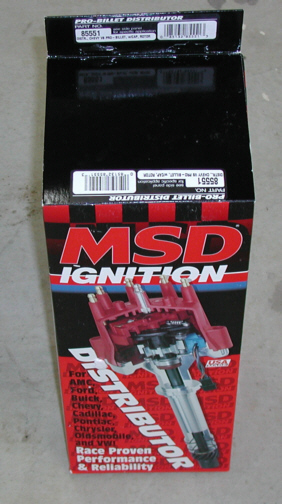 PRO-BILLET DISTRIBUTOR
PART NO.
85551
PRO-BILLET DISTRIBUTOR
PART NO.
85551
MSD
IGNITION
DISTRIBUTOR
USA
For
AMC,
Ford,
Buick,
Chevy,
Cadillac,
Pontiac,
Chrysler,
Oldsmobile,
and VW!
Race Proven
Performance
& Reliability